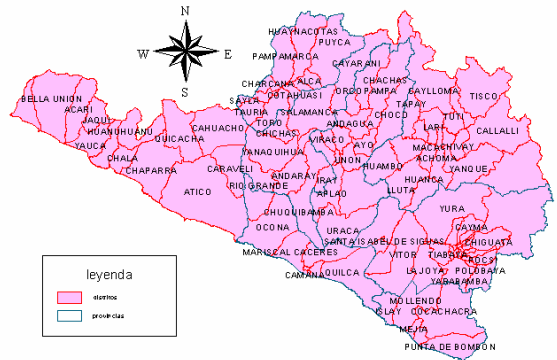 N
HUAYNACOTAS
PUYCA
W
E
PAMPAMARCA
CAYARANI
S
CHARCANA
ALCA
CHACHAS
CAYLLOMA
BELLA UNION
SAYLA
COTAHUASI
ORCOPAMPA
TAPAY
TISCO
ACARI
TAURIA
SALAMANCA
CHOCO
TUTI
JAQUI
TORO
ANDAGUA
LARI
CALLALLI
HUANUHUANU
CAHUACHO
CHICHAS
VIRACO
AYO
MACA
CHIVAY
YAUCA
QUICACHA
YANAQUIHUA
UNON
ACHOMA
CHALA
HUAMBO
YANQUE
CHAPARRA
CARAVELI
ANDARAY
IRAY
HUANCA
ATICO
RIO GRANDE
APLAO
LLUTA
YURA
CHUQUIBAMBA
CAYMA
OCONA
URACA
SANTA ISABEL DE SIGUAS
CHIGUATA
MARISCAL CACERES
VITOR
TIABAYA
POCSI
CAMANA
QUILCA
LA JOYA
POLOBAYA
YARABAMBA
leyenda
distritos
provincias
MOLLENDO
ISLAY
COCACHACRA
MEJIA
PUNTA DE BOMBON